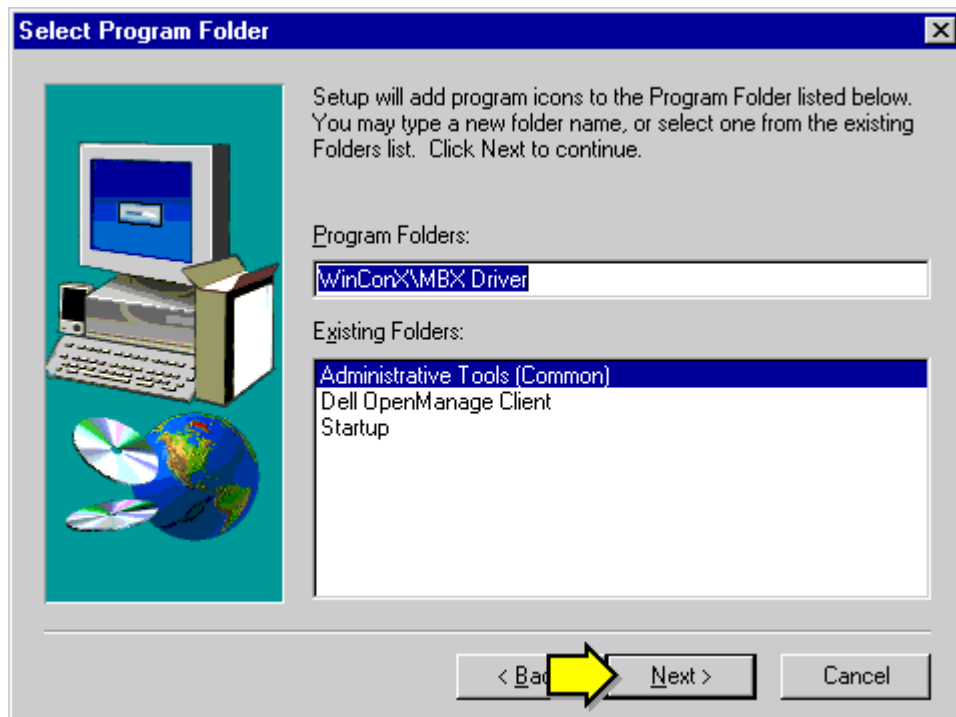 Select Program Folder
Setup will add program icons to the Program Folder listed below.
You may type a new folder name, or select one from the existing
Folders list. Click Next to continue.
Program Folders:
WinConX\MBX Driver
Existing Folders:
Administrative Tools (Common)
Dell OpenManage Client
Startup
< Ba
Next >
Cancel